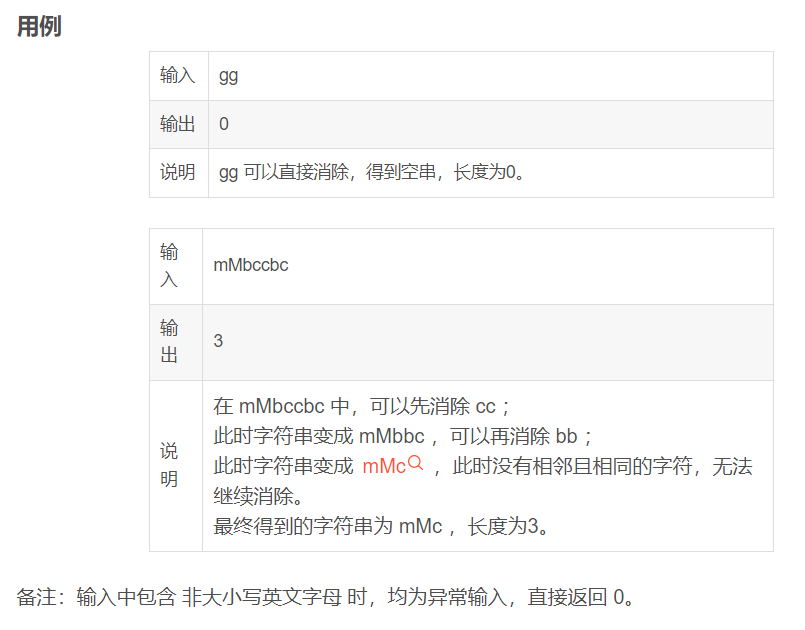 用例
输入 gg
输出 0
说明 gg 可以直接消除，得到空串，长度为0。
输入 mMbccbc
输出 3
说明
在 mMbccbc 中，可以先消除 cc；
此时字符串变成 mMbbc ，可以再消除 bb；
此时字符串变成 mMc ，此时没有相邻且相同的字符，无法
继续消除。
最终得到的字符串为 mMc ，长度为3。
备注：输入中包含 非大小写英文字母 时，均为异常输入，直接返回 0。